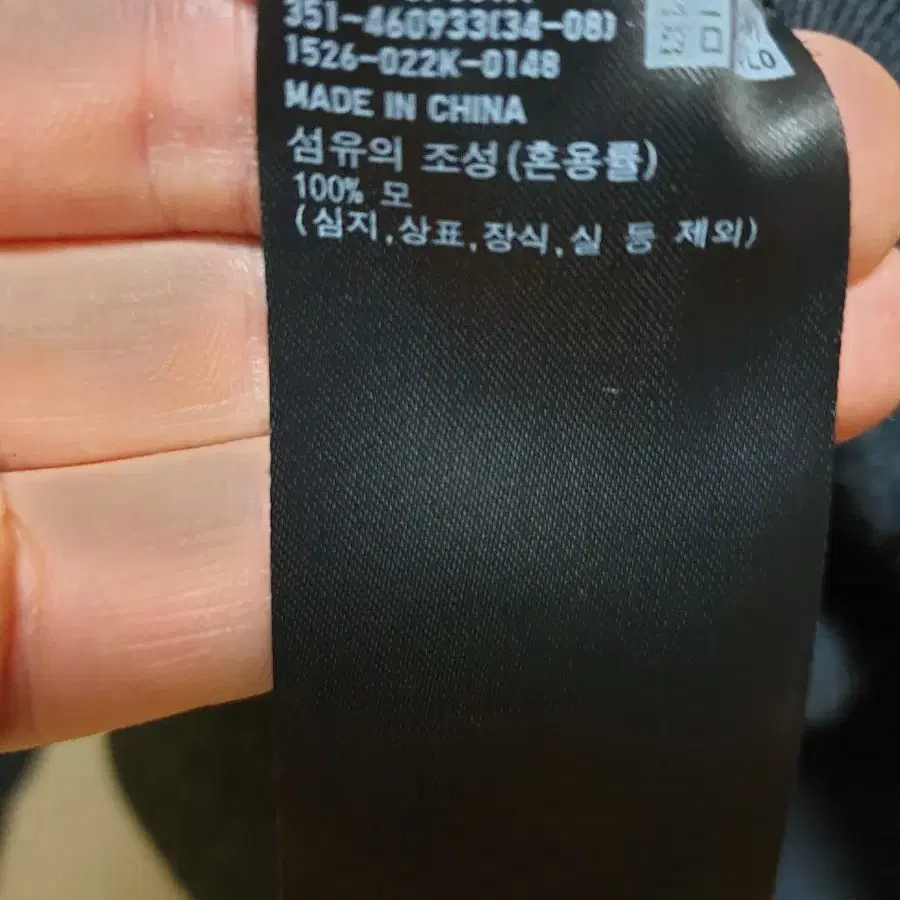 351-460933(34-08)
1526-022K-0148
MADE IN CHINA
섬유의 조성(혼용률)
100% 모
(심지,상표,장식,실 등 제외)